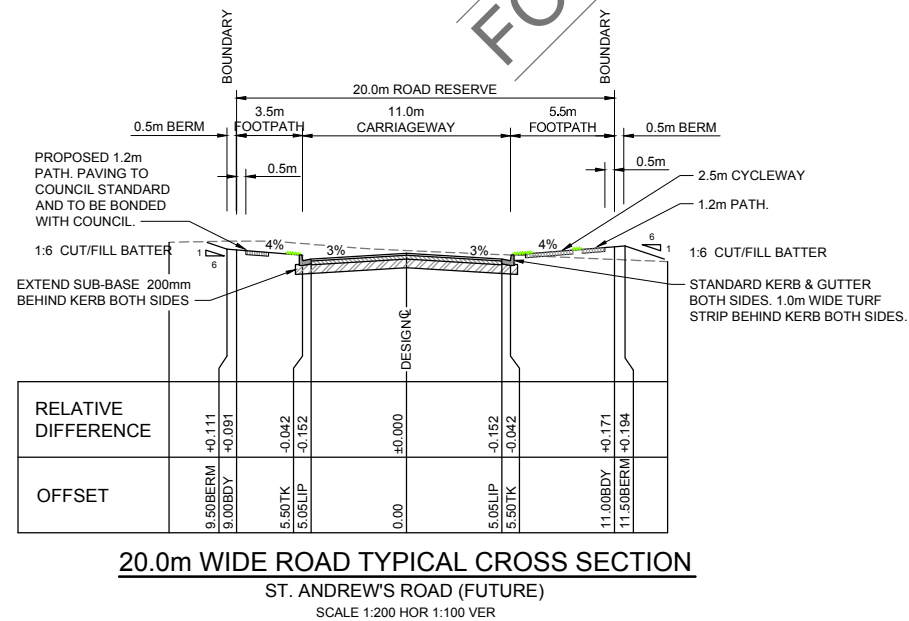 FO
BOUNDARY
BOUNDARY
20.0m ROAD RESERVE
3.5m
FOOTPATH
11.0m
CARRIAGEWAY
5.5m
FOOTPATH
0.5m BERM
0.5m BERM
PROPOSED 1.2m
PATH. PAVING TO
COUNCIL STANDARD
AND TO BE BONDED
WITH COUNCIL.
0.5m
0.5m
2.5m CYCLEWAY
1.2m PATH.
1:6 CUT/FILL BATTER
1
6
4%
3%
3%
4%
6
1
1:6 CUT/FILL BATTER
EXTEND SUB-BASE 200mm
BEHIND KERB BOTH SIDES
STANDARD KERB & GUTTER
BOTH SIDES. 1.0m WIDE TURF
STRIP BEHIND KERB BOTH SIDES.
DESIGN ℄
RELATIVE
DIFFERENCE
+0.111
+0.091
-0.042
-0.152
±0.000
-0.152
-0.042
+0.171
+0.194
OFFSET
9.50BERM
9.00BDY
5.50TK
5.05LIP
0.00
5.05LIP
5.50TK
11.00BDY
11.50BERM
20.0m WIDE ROAD TYPICAL CROSS SECTION
ST. ANDREW'S ROAD (FUTURE)
SCALE 1:200 HOR 1:100 VER